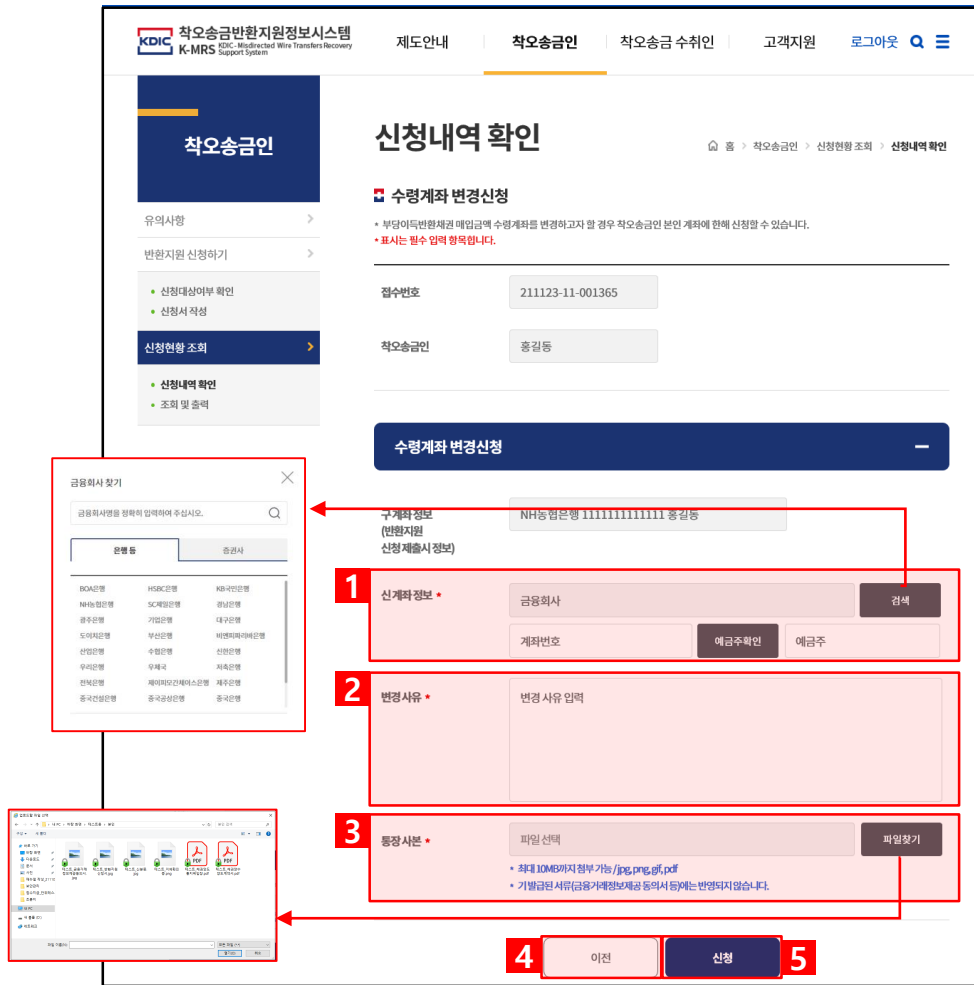 KDIC 착오송금반환지원정보시스템
K-MRS KDIC-Misdirected Wire Transfers Recovery Support System
제도안내 착오송금인 착오송금 수취인 고객지원 로그아웃
착오송금인
유의사항
반환지원 신청하기
신청대상여부 확인
신청서 작성
신청현황 조회
신청내역 확인
조회 및 출력
신청내역 확인
홈 > 착오송금인 > 신청현황 조회 > 신청내역 확인
수령계좌 변경신청
* 부당이득반환채권 매입금액 수령계좌를 변경하고자 할 경우 착오송금인 본인 계좌에 한해 신청할 수 있습니다.
* 표시는 필수 입력 항목입니다.
접수번호 211123-11-001365
착오송금인 홍길동
수령계좌 변경신청
구계좌 정보
(반환지원
신청 제출시 정보)
NH농협은행 1111111111111 홍길동
1
신계좌 정보 *
금융회사 검색
계좌번호 예금주확인 예금주
2
변경 사유 *
변경 사유 입력
3
통장 사본 *
파일선택 파일찾기
* 최대 10MB까지 첨부 가능 / jpg, png, gif, pdf
* 기 발급된 서류(금융거래정보제공 동의서 등)에는 반영되지 않습니다.
4 이전
신청 5
금융회사 찾기
금융회사명을 정확히 입력하여 주십시오.
은행 등 증권사
BOA은행 HSBC은행 KB국민은행
NH농협은행 SC제일은행 경남은행
광주은행 기업은행 대구은행
도이치은행 부산은행 비엔피파리바은행
산업은행 수협은행 신한은행
우리은행 우체국 저축은행
전북은행 제이피모간체이스은행 제주은행
중국건설은행 중국공상은행 중국은행
PDF PDF